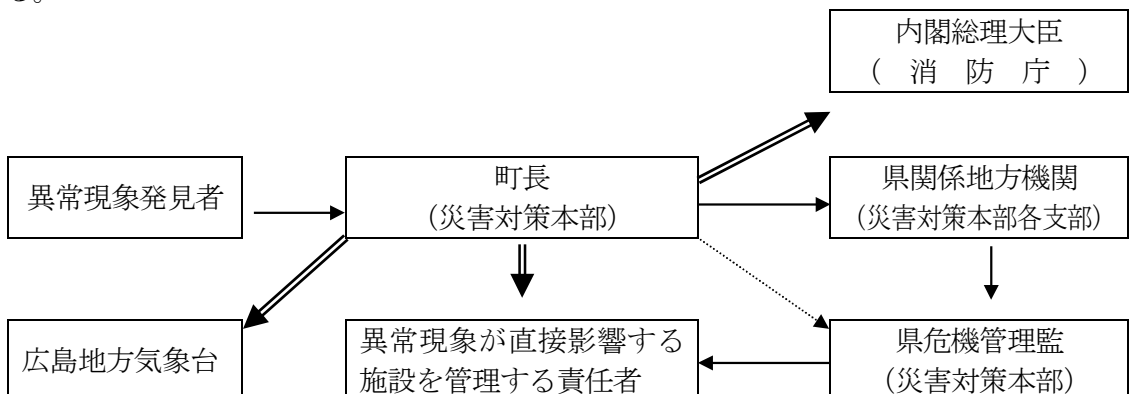 る。
内閣総理大臣
(　消　防　庁　)
異常現象発見者
町長
(災害対策本部)
県関係地方機関
(災害対策本部各支部)
広島地方気象台
異常現象が直接影響する
施設を管理する責任者
県危機管理監
(災害対策本部)